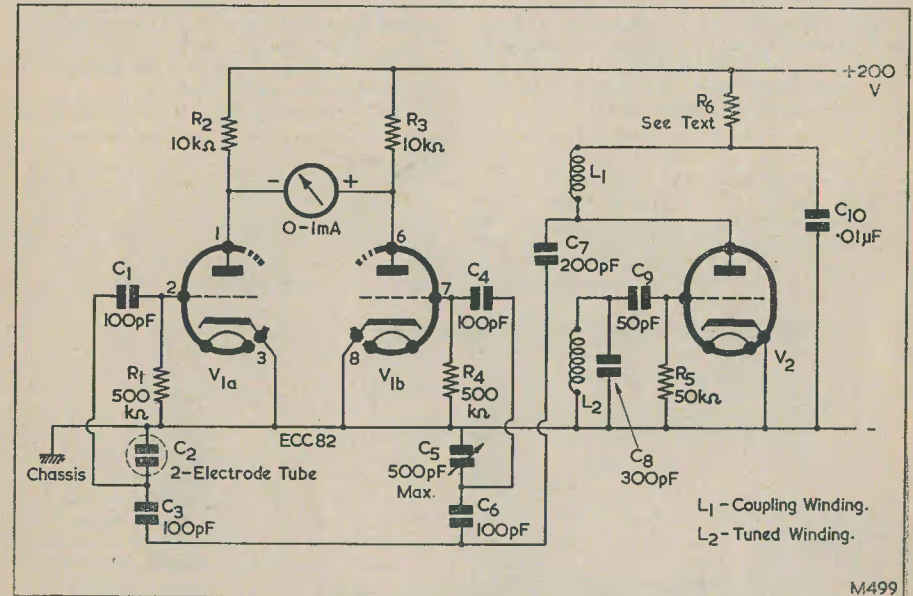 +200
V
R2
10kΩ
R3
10kΩ
R6
See Text
- +
0-1mA
L1
C10
·01μF
1
6
C7
200pF
C1
100pF
2
3
V1a
C4
100pF
7
8
V1b
C9
50pF
V2
R1
500
kΩ
R4
500
kΩ
L2
R5
50kΩ
ECC82
-
Chassis
C2
2-Electrode Tube
C5
500pF
Max.
C8
300pF
C3
100pF
C6
100pF
L1-Coupling Winding.
L2-Tuned Winding.
M499